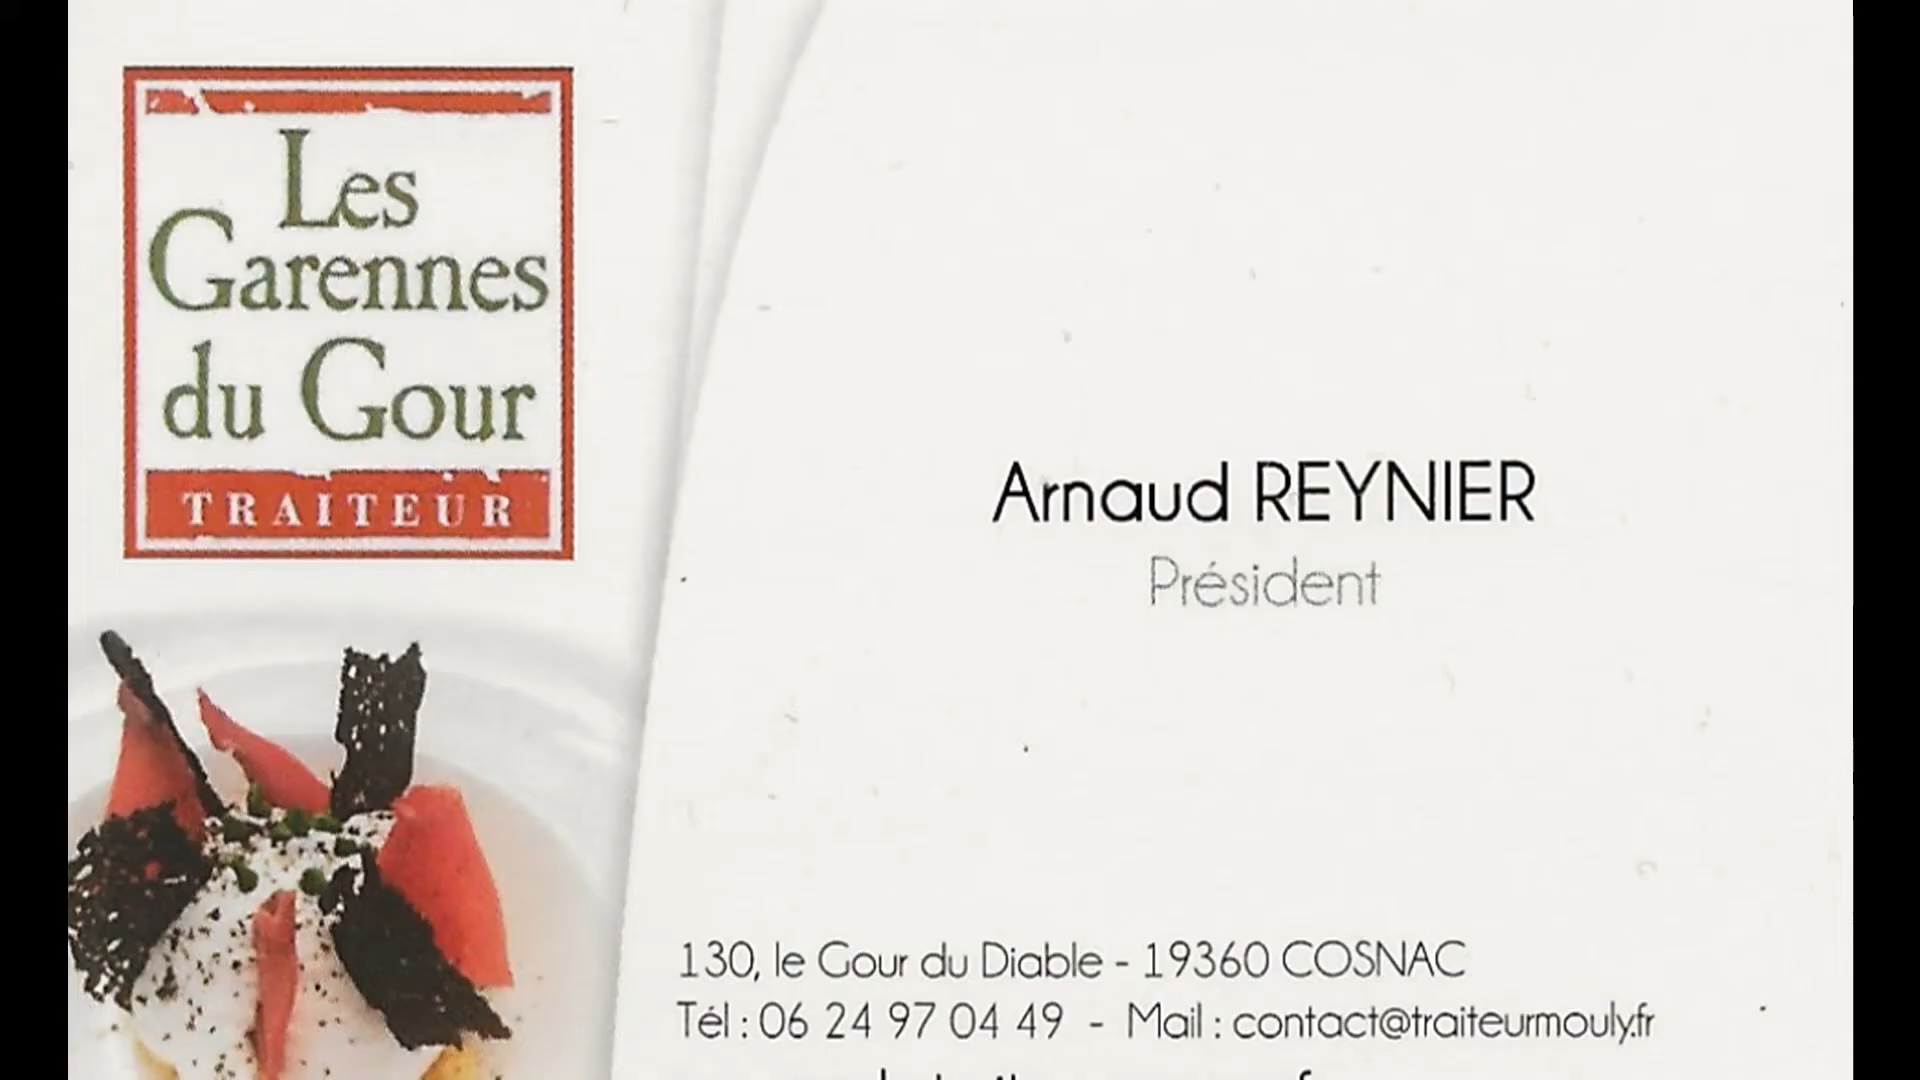 Les
Garennes
du Gour
TRAITEUR
Arnaud REYNIER
Président
130, le Gour du Diable - 19360 COSNAC
Tél : 06 24 97 04 49 - Mail : contact@traiteurmouly.fr